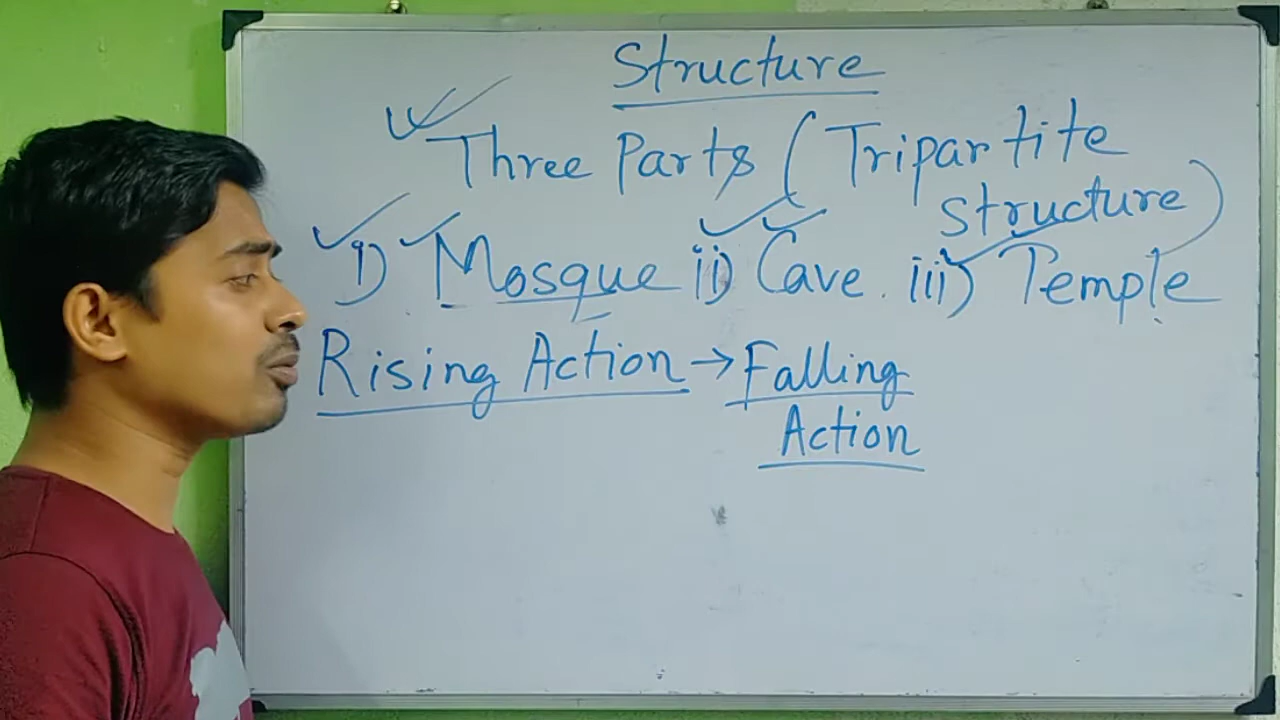 Structure
Three Parts (Tripartite
structure)
i) Mosque ii) Cave. iii) Temple
Rising Action → Falling
Action